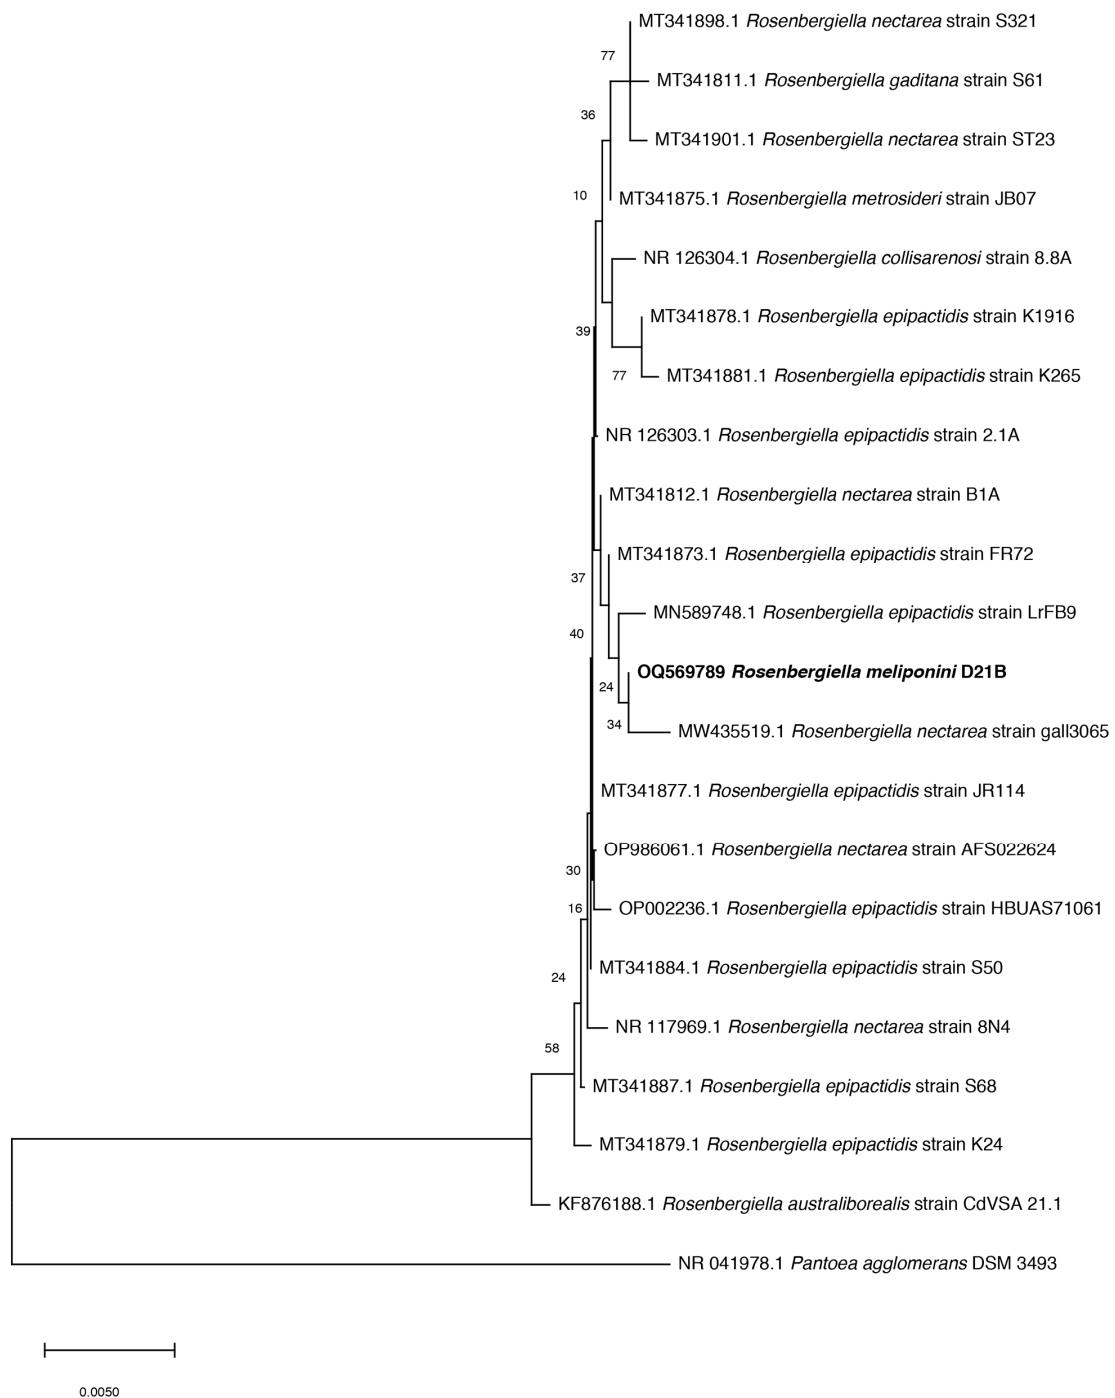 MT341898.1 Rosenbergiella nectarea strain S321
77
MT341811.1 Rosenbergiella gaditana strain S61
36
MT341901.1 Rosenbergiella nectarea strain ST23
10
MT341875.1 Rosenbergiella metrosideri strain JB07
NR 126304.1 Rosenbergiella collisarenosi strain 8.8A
MT341878.1 Rosenbergiella epipactidis strain K1916
39
77
MT341881.1 Rosenbergiella epipactidis strain K265
NR 126303.1 Rosenbergiella epipactidis strain 2.1A
MT341812.1 Rosenbergiella nectarea strain B1A
MT341873.1 Rosenbergiella epipactidis strain FR72
37
MN589748.1 Rosenbergiella epipactidis strain LrFB9
40
OQ569789 Rosenbergiella meliponini D21B
24
34
MW435519.1 Rosenbergiella nectarea strain gall3065
MT341877.1 Rosenbergiella epipactidis strain JR114
OP986061.1 Rosenbergiella nectarea strain AFS022624
30
16
OP002236.1 Rosenbergiella epipactidis strain HBUAS71061
MT341884.1 Rosenbergiella epipactidis strain S50
24
NR 117969.1 Rosenbergiella nectarea strain 8N4
58
MT341887.1 Rosenbergiella epipactidis strain S68
MT341879.1 Rosenbergiella epipactidis strain K24
KF876188.1 Rosenbergiella australiborealis strain CdVSA 21.1
NR 041978.1 Pantoea agglomerans DSM 3493
0.0050